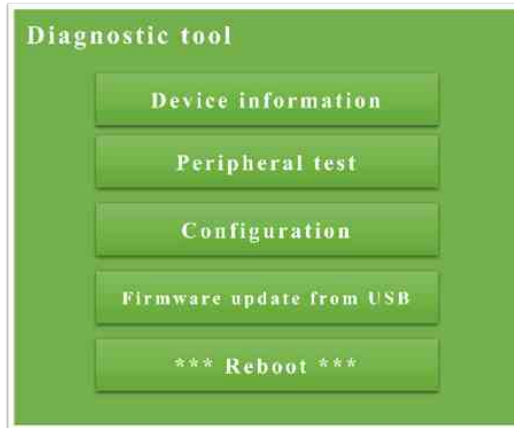 Diagnostic tool
Device information
Peripheral test
Configuration
Firmware update from USB
*** Reboot ***